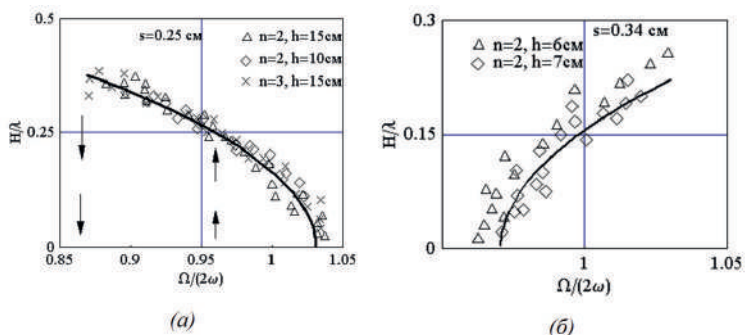 0.5
s=0.25 см
n=2, h=15см
n=2, h=10см
n=3, h=15см
H/λ
0.25
0
0.85
0.9
0.95
1
1.05
Ω/(2ω)
(а)
0.3
s=0.34 см
n=2, h=6см
n=2, h=7см
H/λ
0.15
0
1
1.05
Ω/(2ω)
(б)